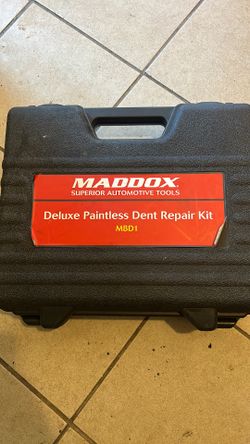 MADDOX
SUPERIOR AUTOMOTIVE TOOLS
Deluxe Paintless Dent Repair Kit
MBD1